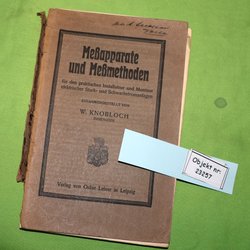 Meßapparate
und Meßmethoden
für den praktischen Installateur und Monteur
elektrischer Stark- und Schwachstromanlagen
ZUSAMMENGESTELLT VON
W. KNOBLOCH
INGENIEUR
Verlag von Oskar Leiner in Leipzig
Objekt nr:
23257